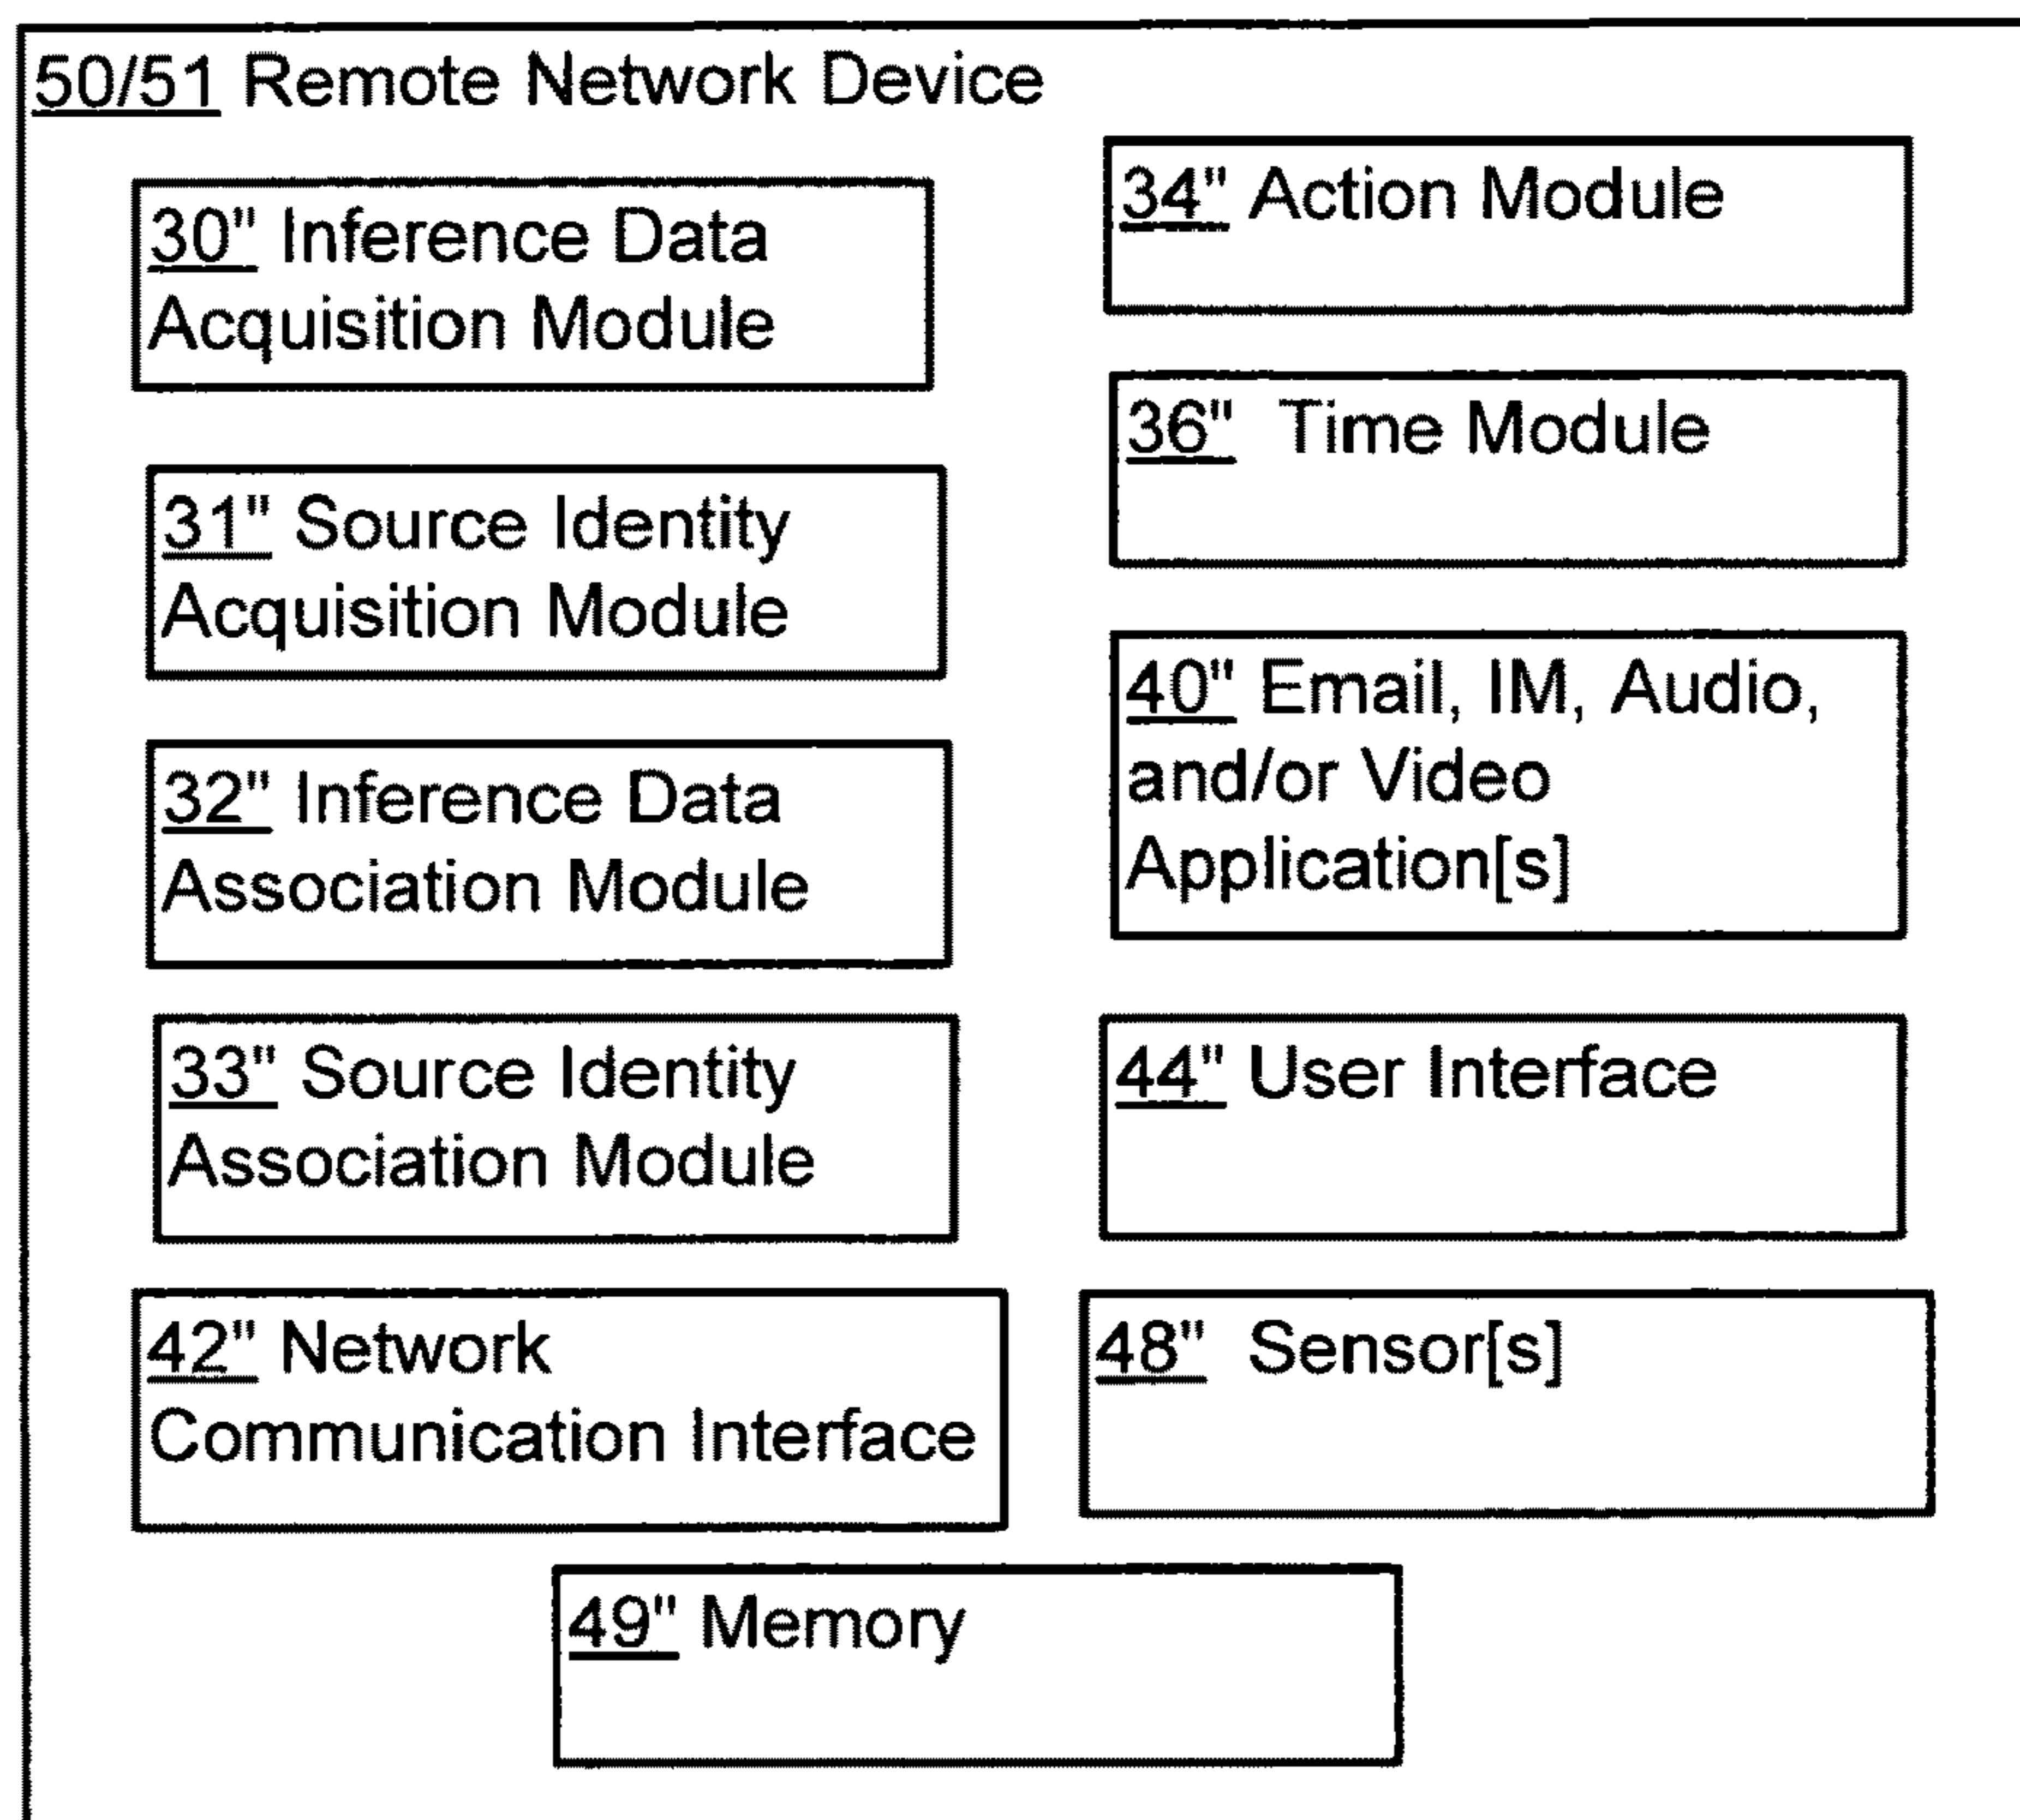 50/51 Remote Network Device
30" Inference Data
Acquisition Module
31" Source Identity
Acquisition Module
32" Inference Data
Association Module
33" Source Identity
Association Module
42" Network
Communication Interface
34" Action Module
36" Time Module
40" Email, IM, Audio,
and/or Video
Application[s]
44" User Interface
48" Sensor[s]
49" Memory